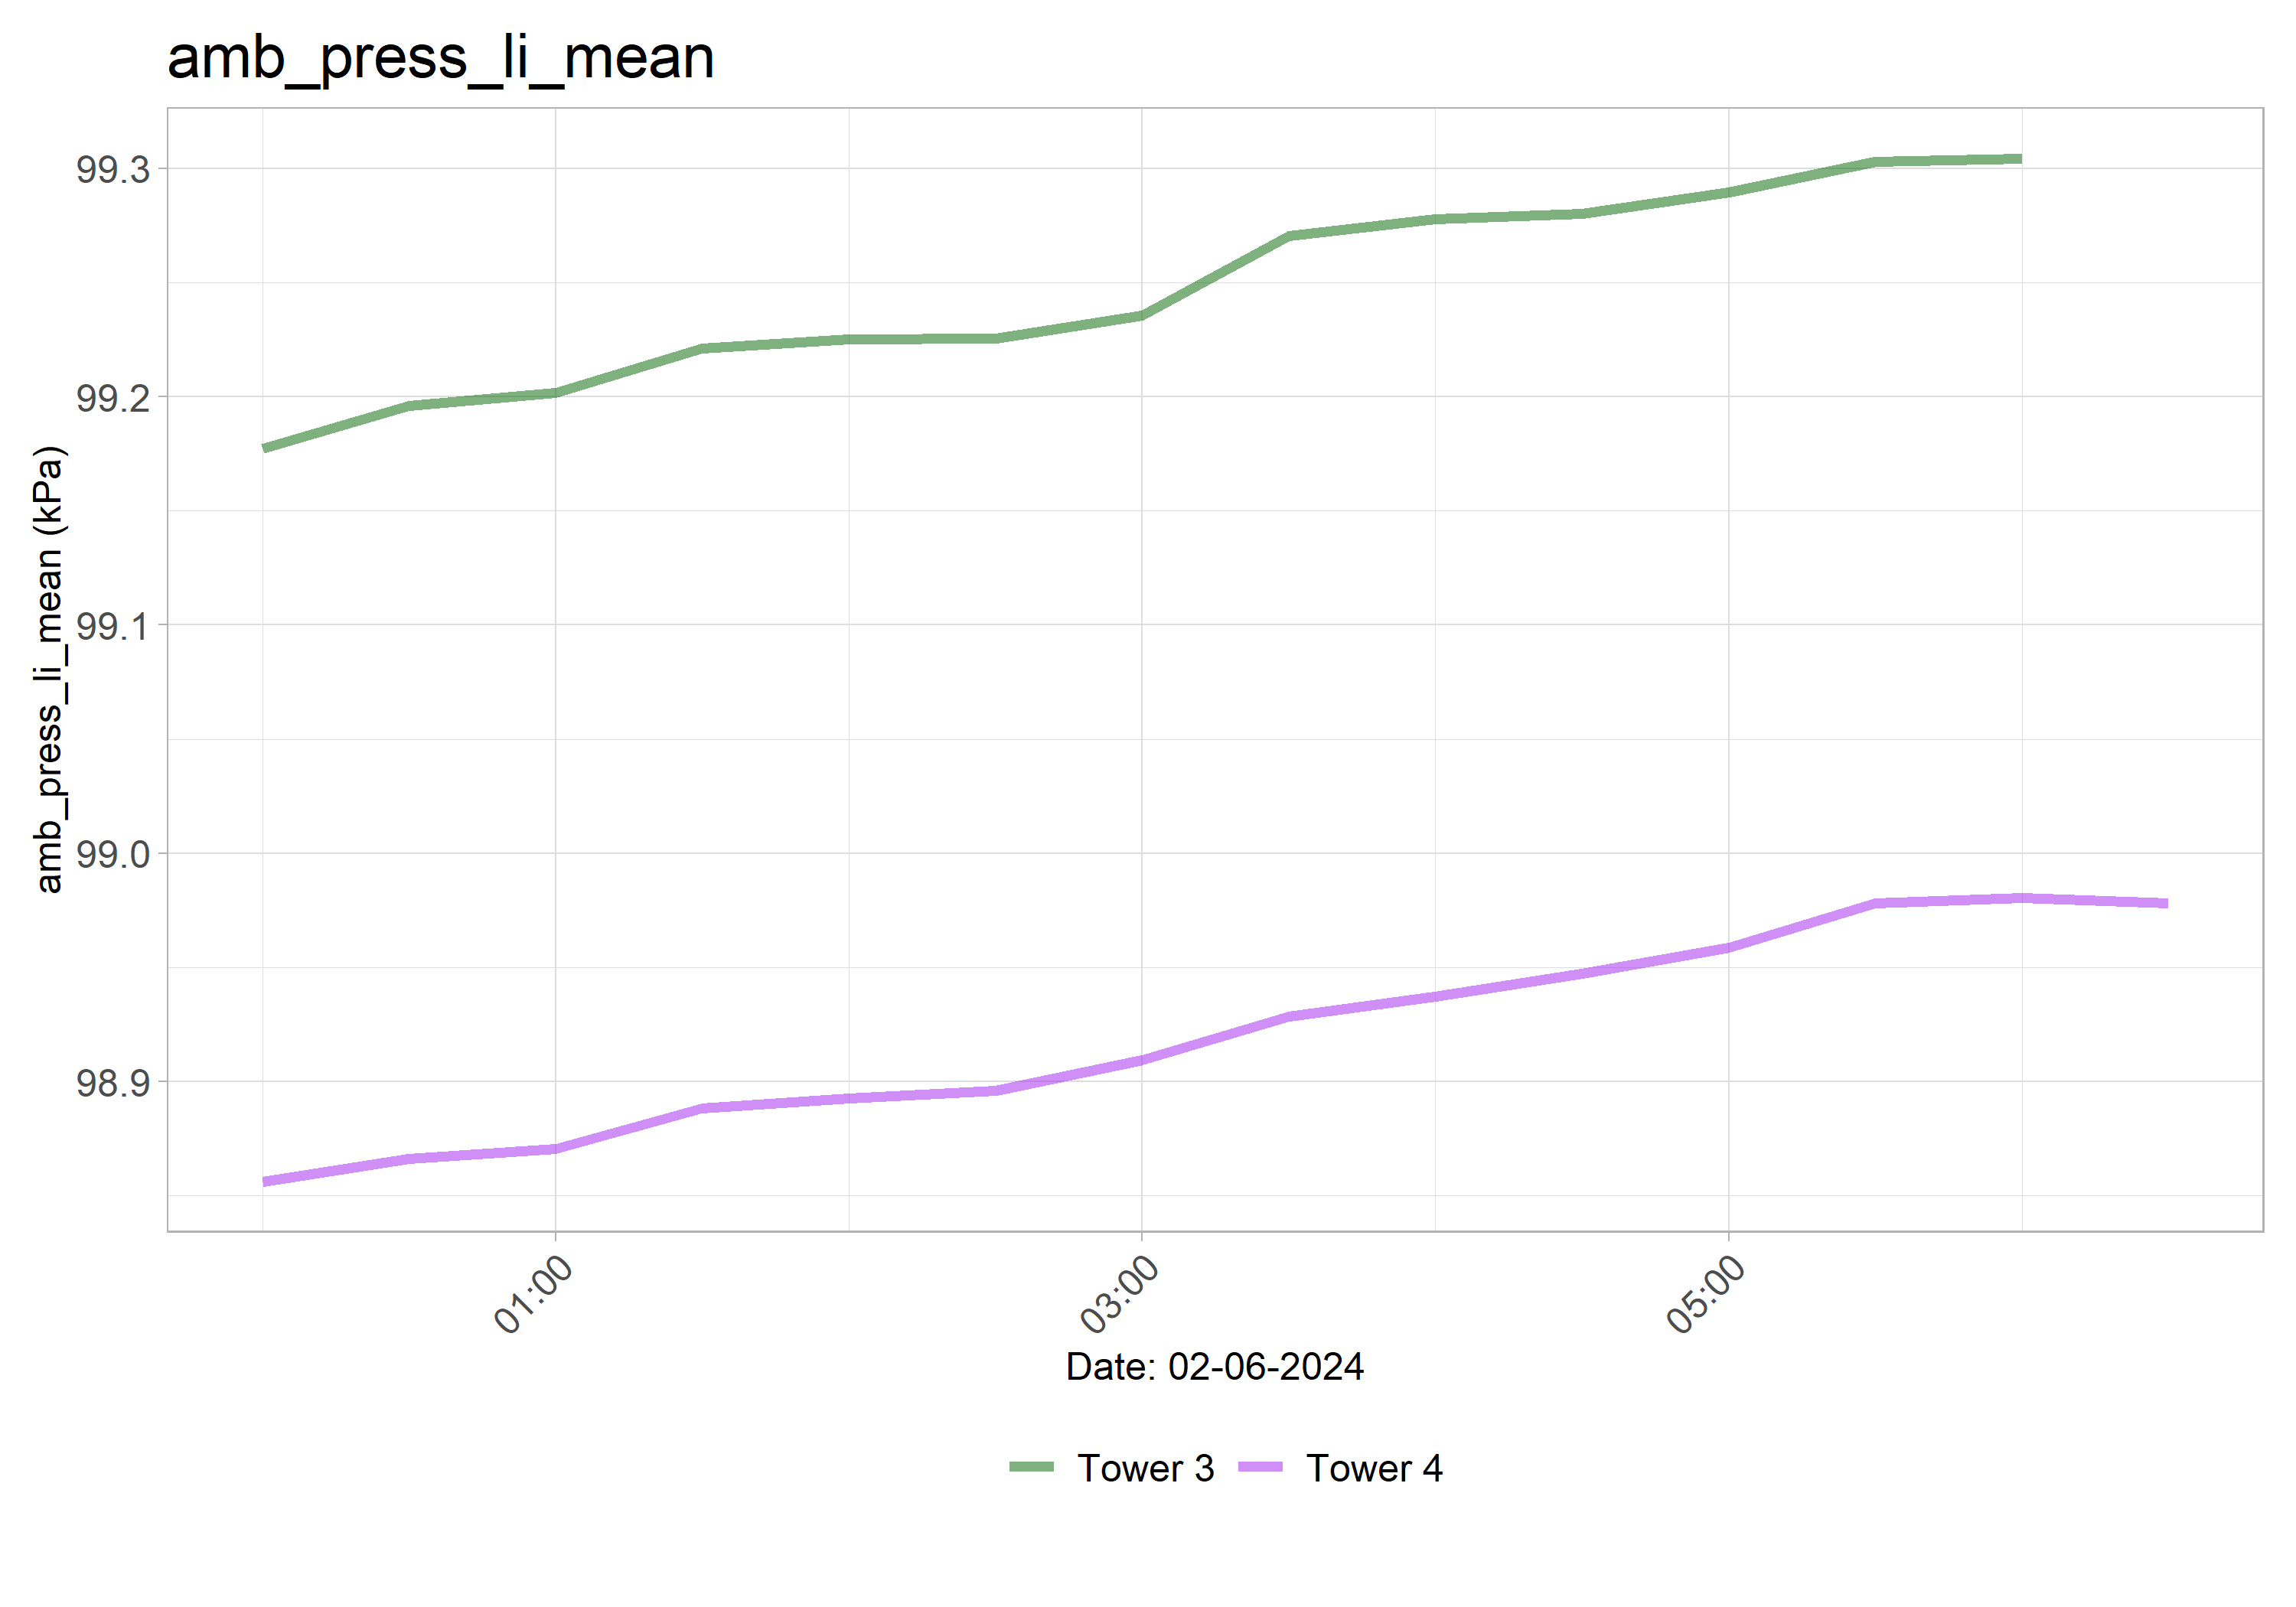 amb_press_li_mean
amb_press_li_mean (kPa)
99.3
99.2
99.1
99.0
98.9
01:00
03:00
05:00
Date: 02-06-2024
Tower 3
Tower 4